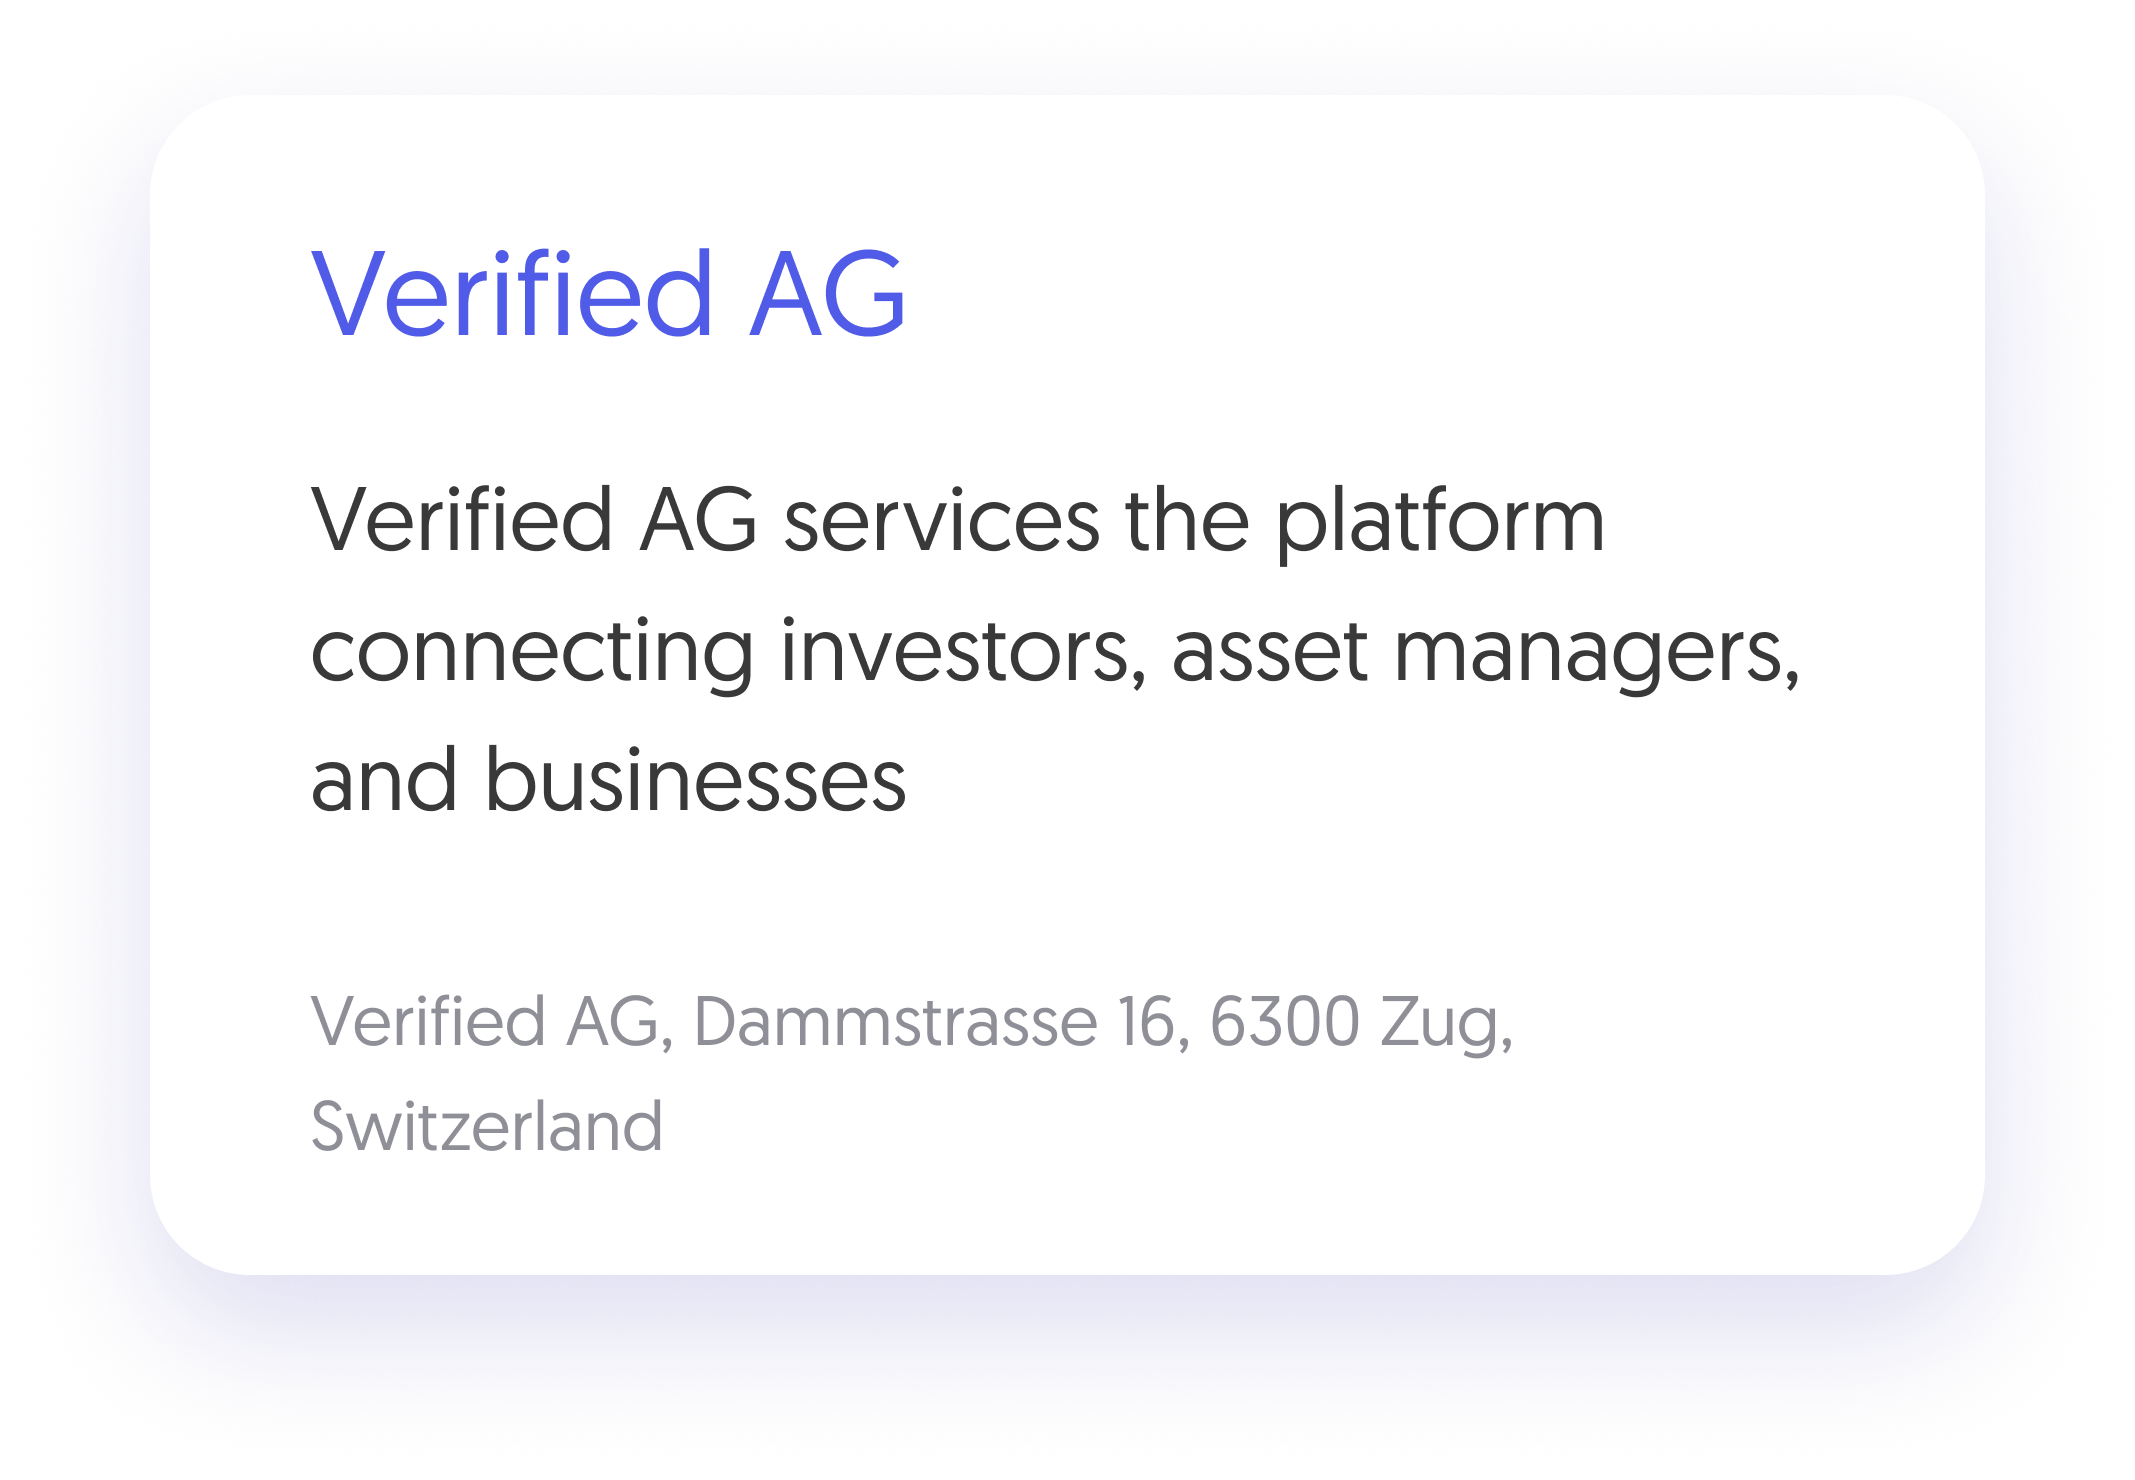 Verified AG
Verified AG services the platform
connecting investors, asset managers,
and businesses
Verified AG, Dammstrasse 16, 6300 Zug,
Switzerland